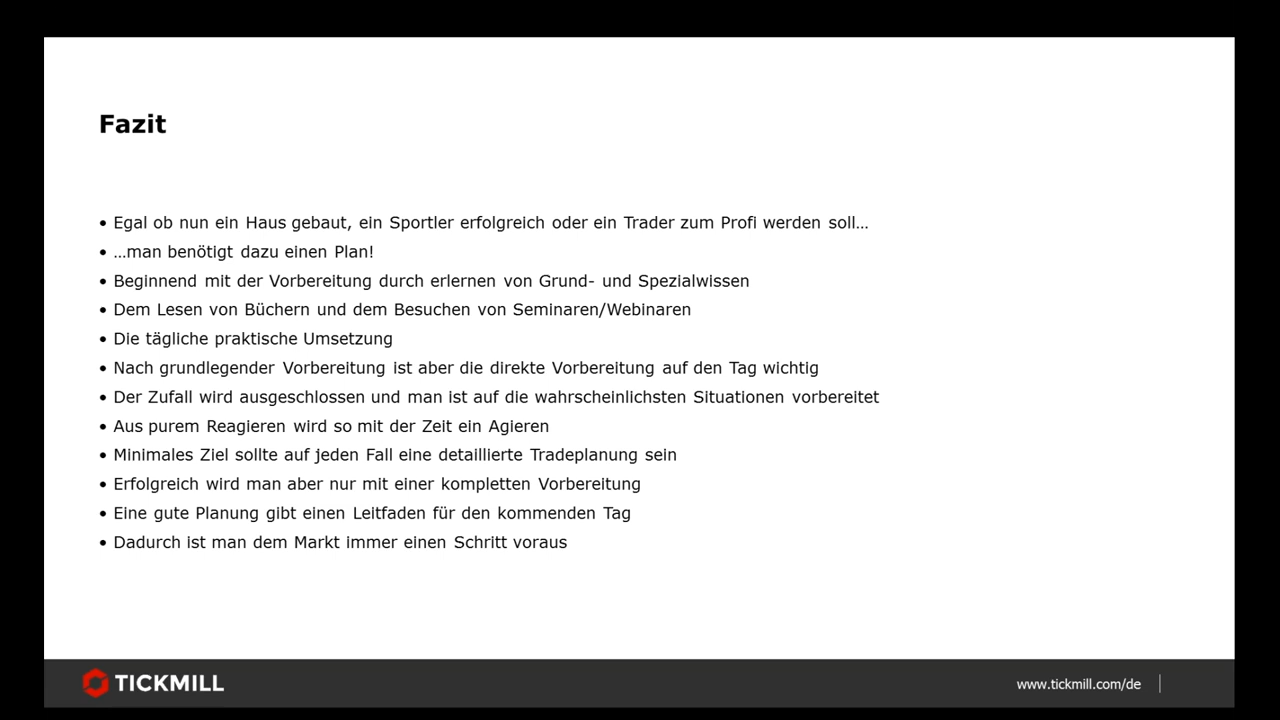 Fazit
• Egal ob nun ein Haus gebaut, ein Sportler erfolgreich oder ein Trader zum Profi werden soll…
• …man benötigt dazu einen Plan!
• Beginnend mit der Vorbereitung durch erlernen von Grund- und Spezialwissen
• Dem Lesen von Büchern und dem Besuchen von Seminaren/Webinaren
• Die tägliche praktische Umsetzung
• Nach grundlegender Vorbereitung ist aber die direkte Vorbereitung auf den Tag wichtig
• Der Zufall wird ausgeschlossen und man ist auf die wahrscheinlichsten Situationen vorbereitet
• Aus purem Reagieren wird so mit der Zeit ein Agieren
• Minimales Ziel sollte auf jeden Fall eine detaillierte Tradeplanung sein
• Erfolgreich wird man aber nur mit einer kompletten Vorbereitung
• Eine gute Planung gibt einen Leitfaden für den kommenden Tag
• Dadurch ist man dem Markt immer einen Schritt voraus
TICKMILL
www.tickmill.com/de